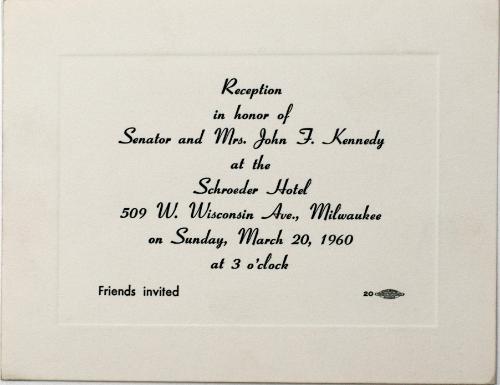 Reception
in honor of
Senator and Mrs. John F. Kennedy
at the
Schroeder Hotel
509 W. Wisconsin Ave., Milwaukee
on Sunday, March 20, 1960
at 3 o'clock
Friends invited
20